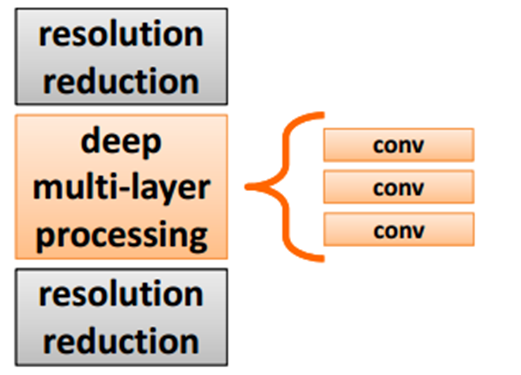 resolution
reduction
deep
multi-layer
processing
conv
conv
conv
resolution
reduction